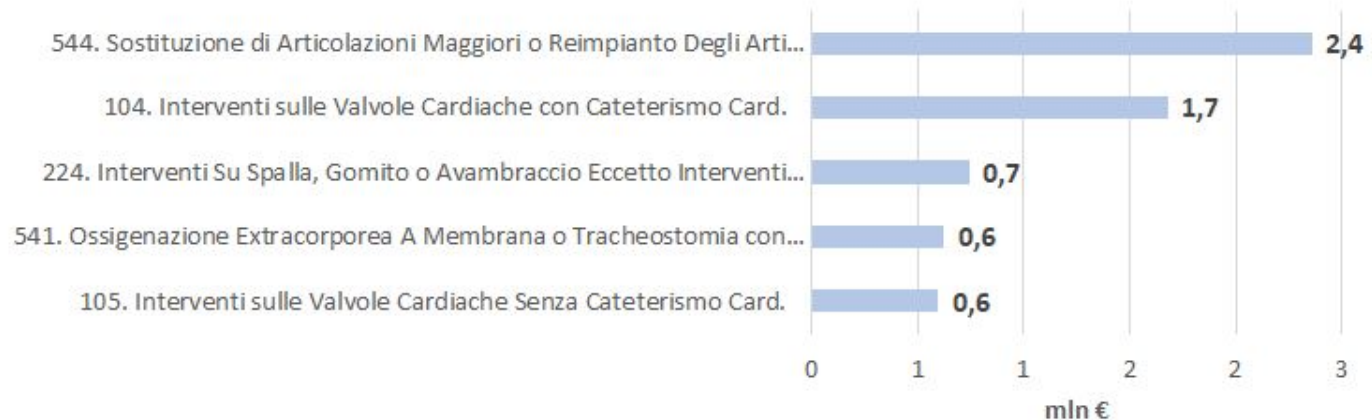 544. Sostituzione di Articolazioni Maggiori o Reimpianto Degli Arti... 2,4
104. Interventi sulle Valvole Cardiache con Cateterismo Card. 1,7
224. Interventi Su Spalla, Gomito o Avambraccio Eccetto Interventi... 0,7
541. Ossigenazione Extracorporea A Membrana o Tracheostomia con... 0,6
105. Interventi sulle Valvole Cardiache Senza Cateterismo Card. 0,6
0 1 1 2 2 3
mln €